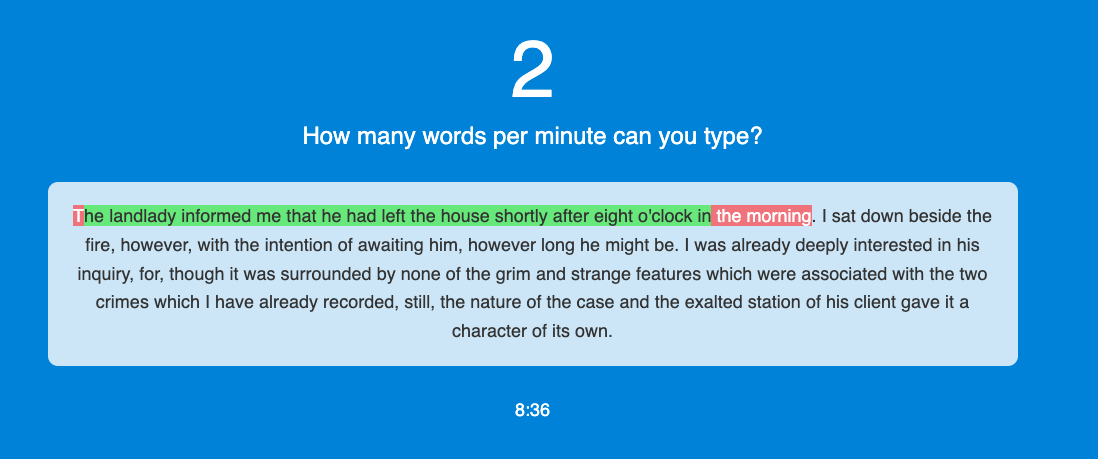 2
How many words per minute can you type?
The landlady informed me that he had left the house shortly after eight o'clock in the morning. I sat down beside the
fire, however, with the intention of awaiting him, however long he might be. I was already deeply interested in his
inquiry, for, though it was surrounded by none of the grim and strange features which were associated with the two
crimes which I have already recorded, still, the nature of the case and the exalted station of his client gave it a
character of its own.
8:36